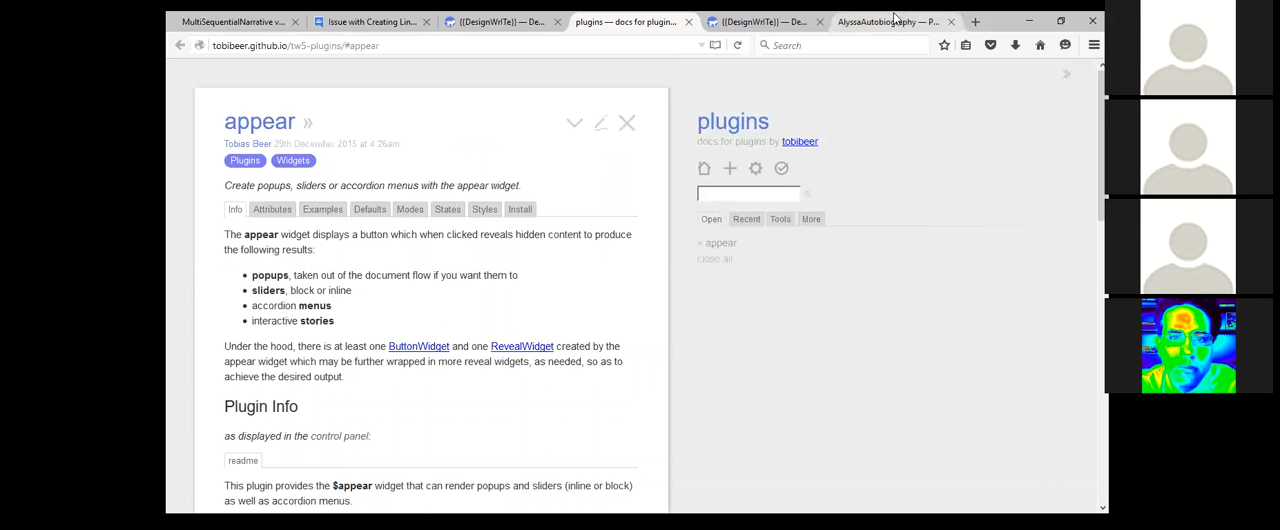 MultiSequentialNarrative v...
Issue with Creating Lin...
{{DesignWrITe}} — De...
plugins — docs for plugin...
{{DesignWrITe}} — De...
AlyssaAutobiography — P...
tobibeer.github.io/tw5-plugins/#appear
Search
appear »
Tobias Beer 29th December 2015 at 4:26am
Plugins Widgets
Create popups, sliders or accordion menus with the appear widget.
Info Attributes Examples Defaults Modes States Styles Install
The appear widget displays a button which when clicked reveals hidden content to produce
the following results:
• popups, taken out of the document flow if you want them to
• sliders, block or inline
• accordion menus
• interactive stories
Under the hood, there is at least one ButtonWidget and one RevealWidget created by the
appear widget which may be further wrapped in more reveal widgets, as needed, so as to
achieve the desired output.
Plugin Info
as displayed in the control panel:
readme
This plugin provides the $appear widget that can render popups and sliders (inline or block)
as well as accordion menus.
»
plugins
docs for plugins by tobibeer
Open Recent Tools More
× appear
close all